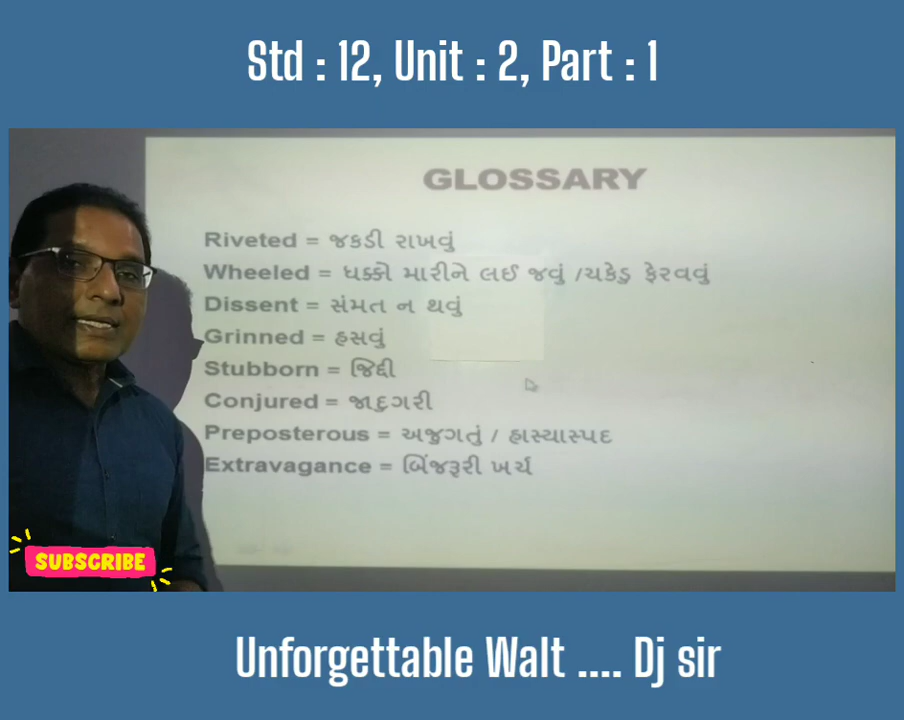 Std : 12, Unit : 2, Part : 1
GLOSSARY
Riveted = જકડી રાખવું
Wheeled = ધક્કો મારીને લઈ જવું /ચકેડુ ફેરવવું
Dissent = સંમત ન થવું
Grinned = હસવું
Stubborn = જિદ્દી
Conjured = જાદુગરી
Preposterous = અજુગતું / હાસ્યાસ્પદ
Extravagance = બિંજરૂરી ખર્ચ
SUBSCRIBE
Unforgettable Walt .... Dj sir